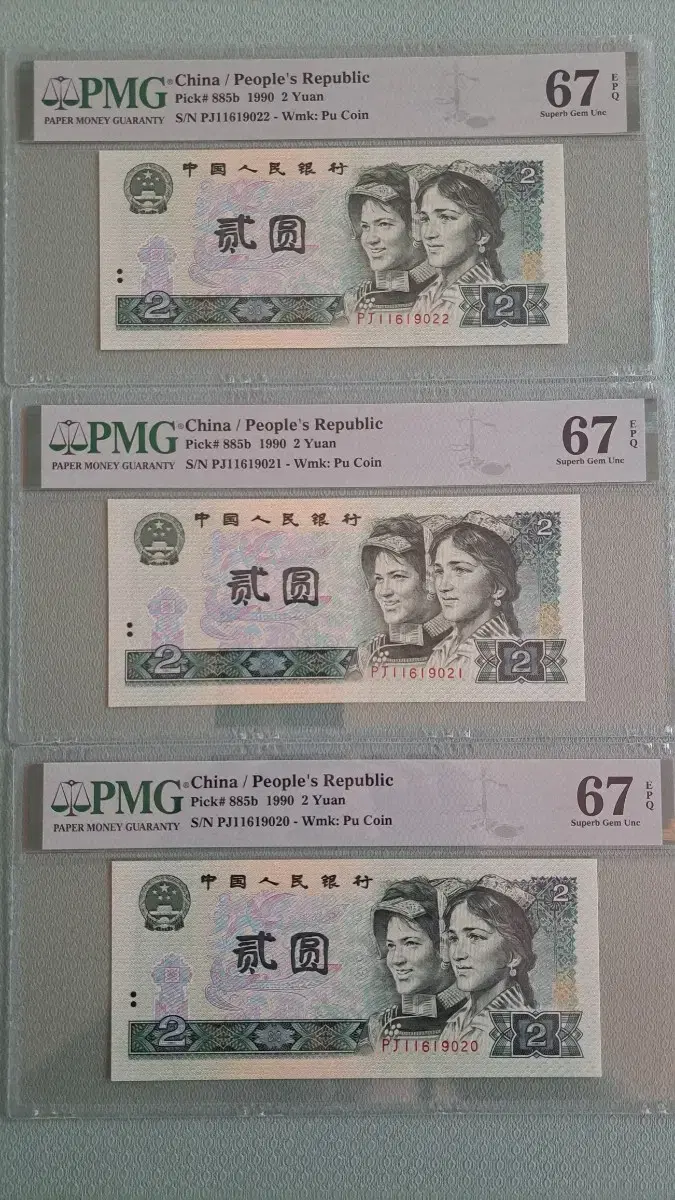 PMG® China / People's Republic
Pick# 885b 1990 2 Yuan
PAPER MONEY GUARANTY S/N PJ11619022 - Wmk: Pu Coin
67 EPQ
Superb Gem Unc
中国人民银行
2
贰圆
2
2
PJ11619022
PMG® China / People's Republic
Pick# 885b 1990 2 Yuan
PAPER MONEY GUARANTY S/N PJ11619021 - Wmk: Pu Coin
67 EPQ
Superb Gem Unc
中国人民银行
2
贰圆
2
2
PJ11619021
PMG® China / People's Republic
Pick# 885b 1990 2 Yuan
PAPER MONEY GUARANTY S/N PJ11619020 - Wmk: Pu Coin
67 EPQ
Superb Gem Unc
中国人民银行
2
贰圆
2
2
PJ11619020